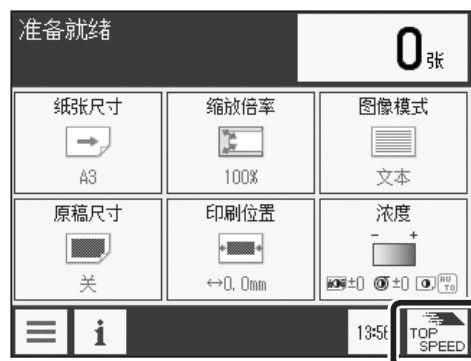 准备就绪
0张
纸张尺寸
A3
缩放倍率
100%
图像模式
文本
原稿尺寸
关
印刷位置
↔0.0mm
浓度
- +
±0 ±0 AUTO
i
13:56
TOP
SPEED